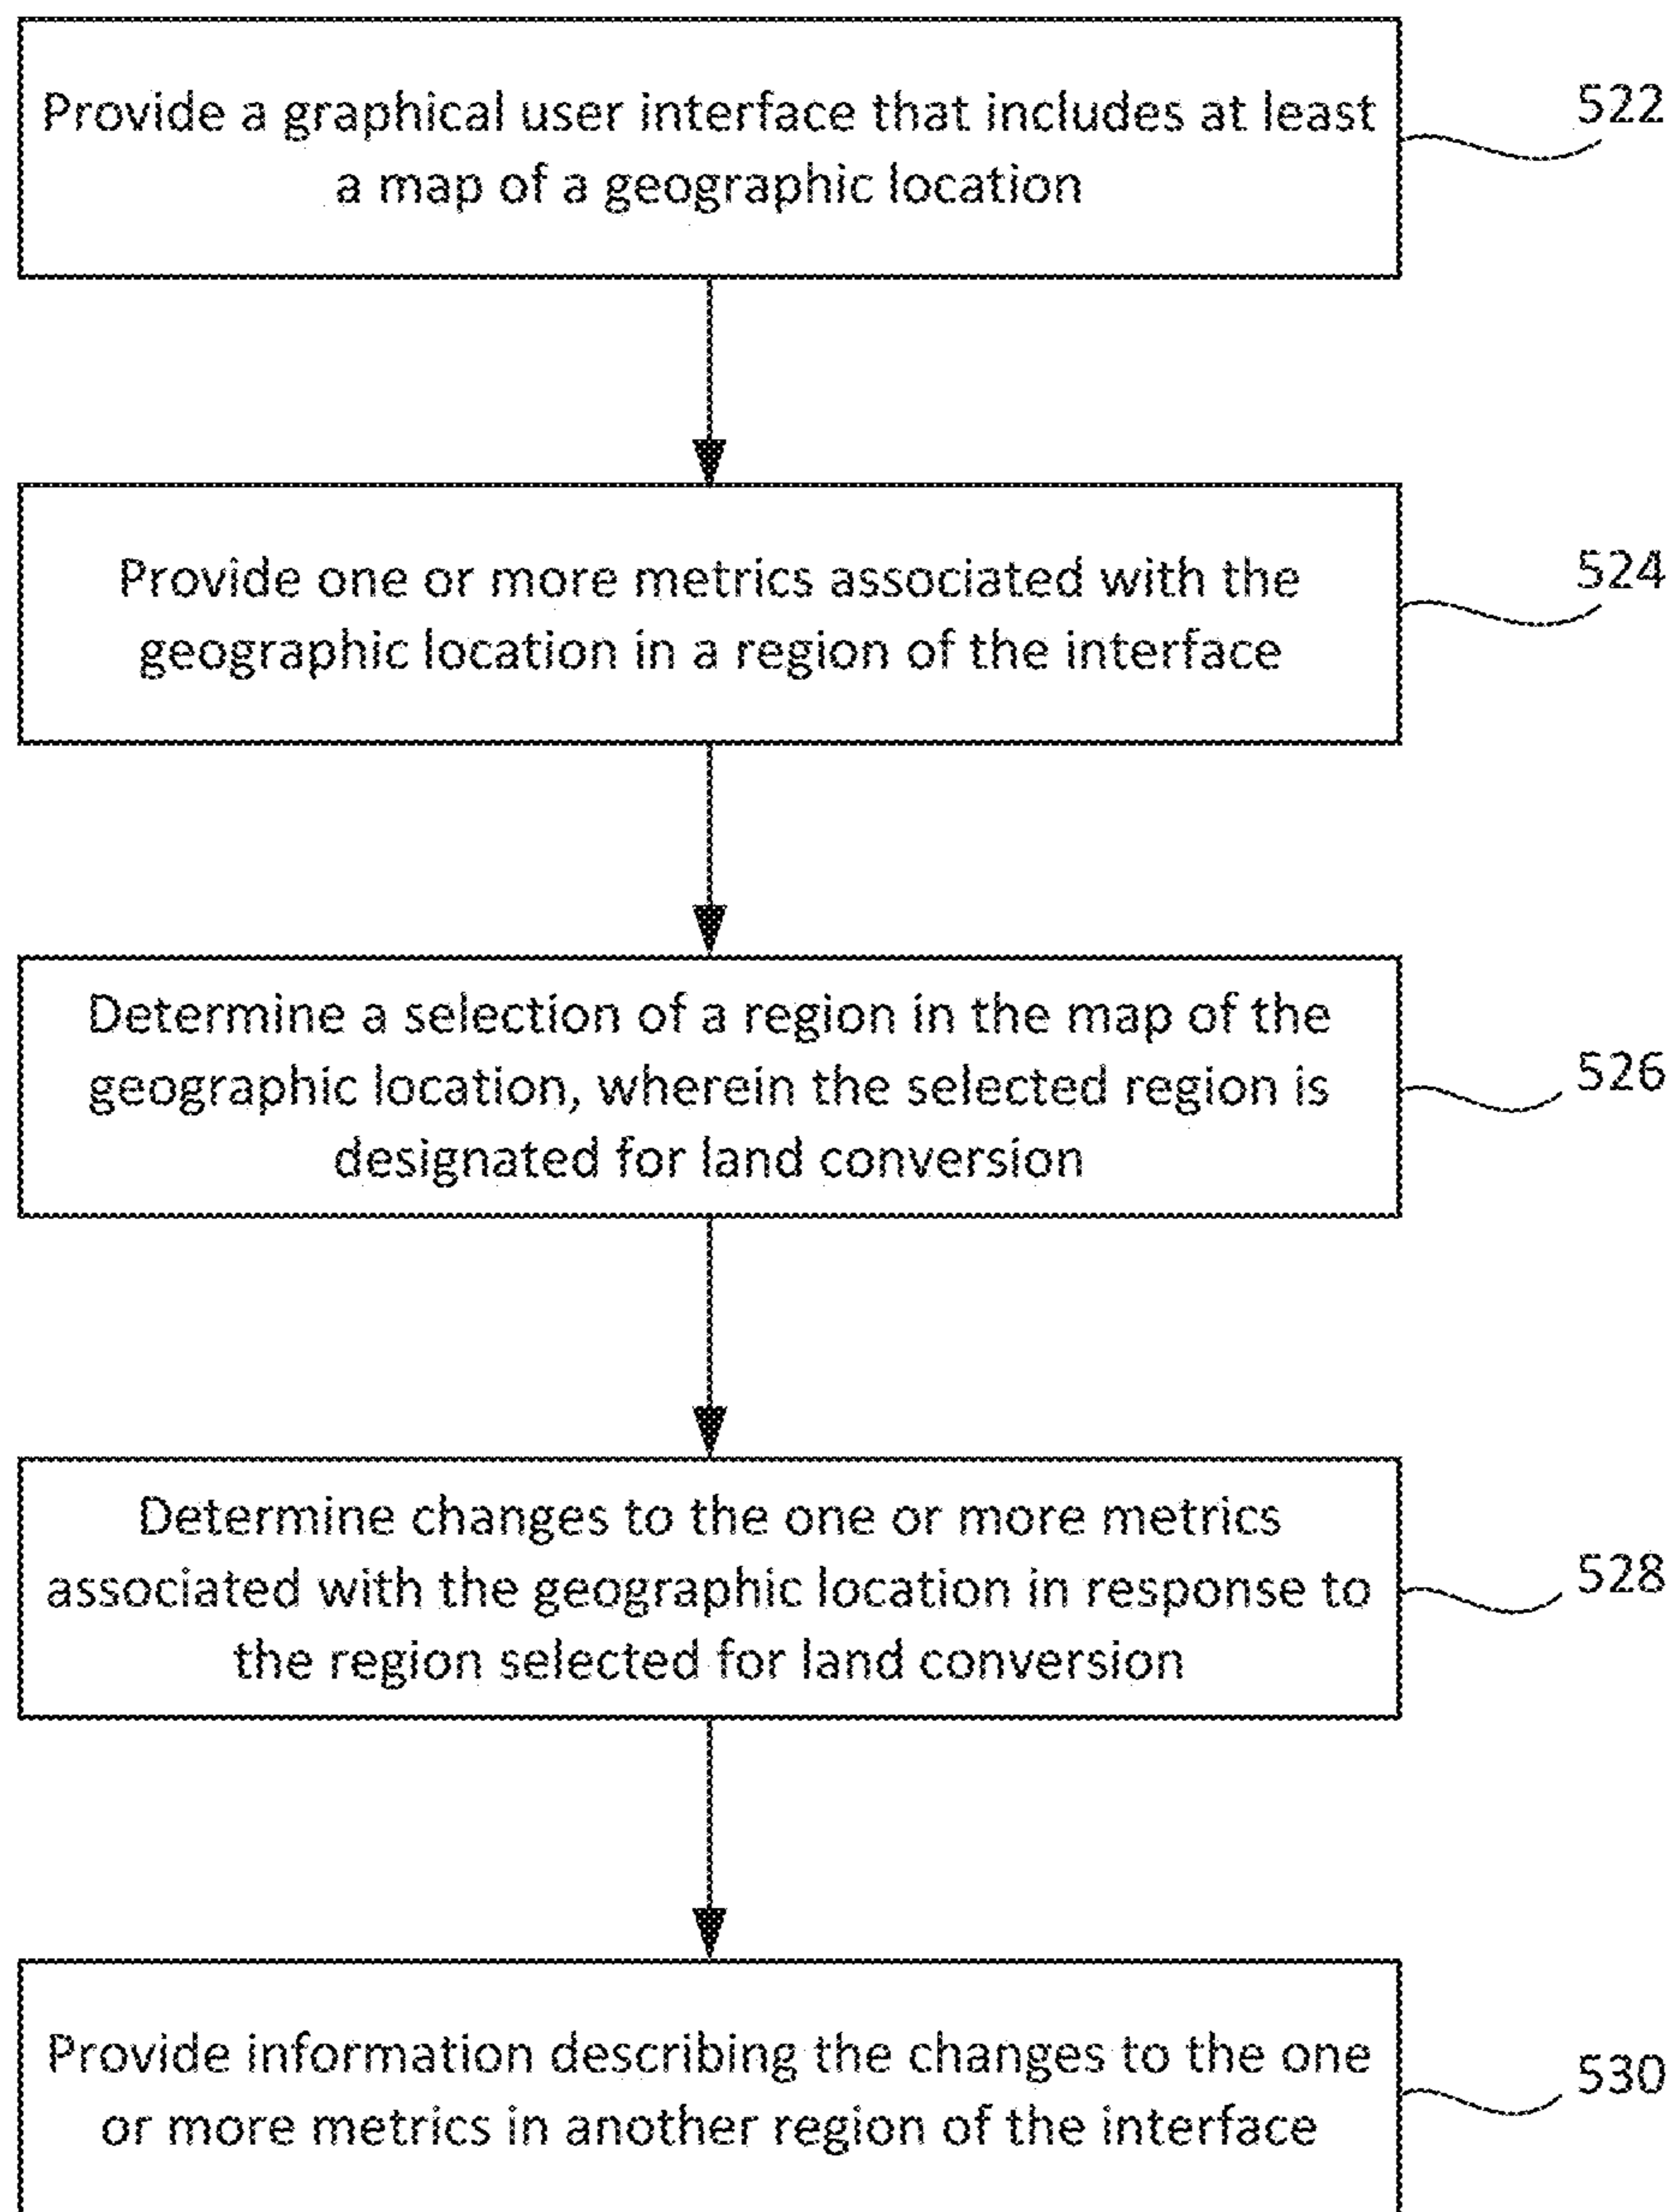 Provide a graphical user interface that includes at least
a map of a geographic location
522
Provide one or more metrics associated with the
geographic location in a region of the interface
524
Determine a selection of a region in the map of the
geographic location, wherein the selected region is
designated for land conversion
526
Determine changes to the one or more metrics
associated with the geographic location in response to
the region selected for land conversion
528
Provide information describing the changes to the one
or more metrics in another region of the interface
530